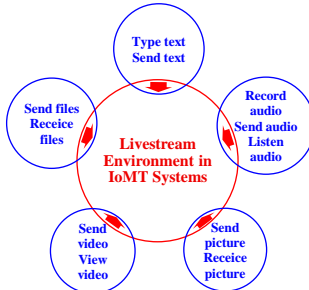 Type text
Send text
Send files
Receice
files
Record
audio
Send audio
Listen
audio
Livestream
Environment in
IoMT Systems
Send
video
View
video
Send
picture
Receice
picture